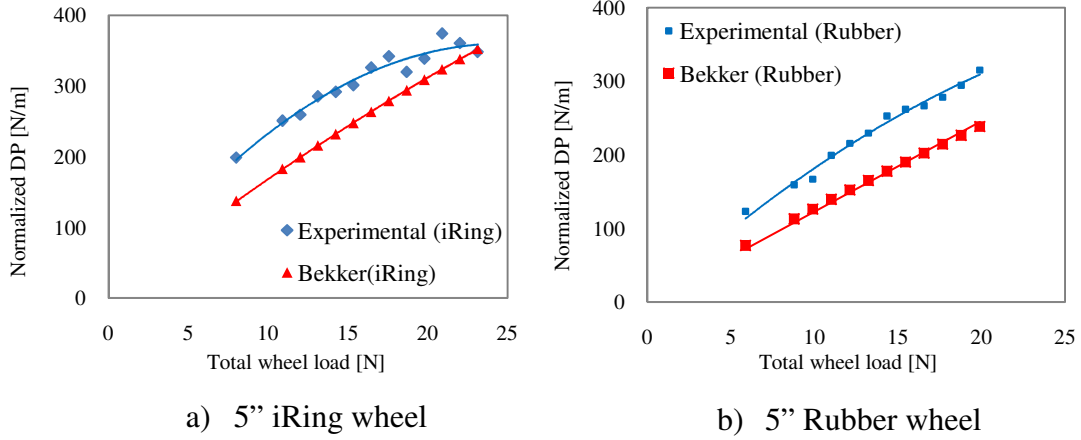 400
300
200
100
0
0
5
10
15
20
25
Normalized DP [N/m]
Total wheel load [N]
Experimental (iRing)
Bekker(iRing)
a) 5” iRing wheel
400
300
200
100
0
0
5
10
15
20
25
Normalized DP [N/m]
Total wheel load [N]
Experimental (Rubber)
Bekker (Rubber)
b) 5” Rubber wheel